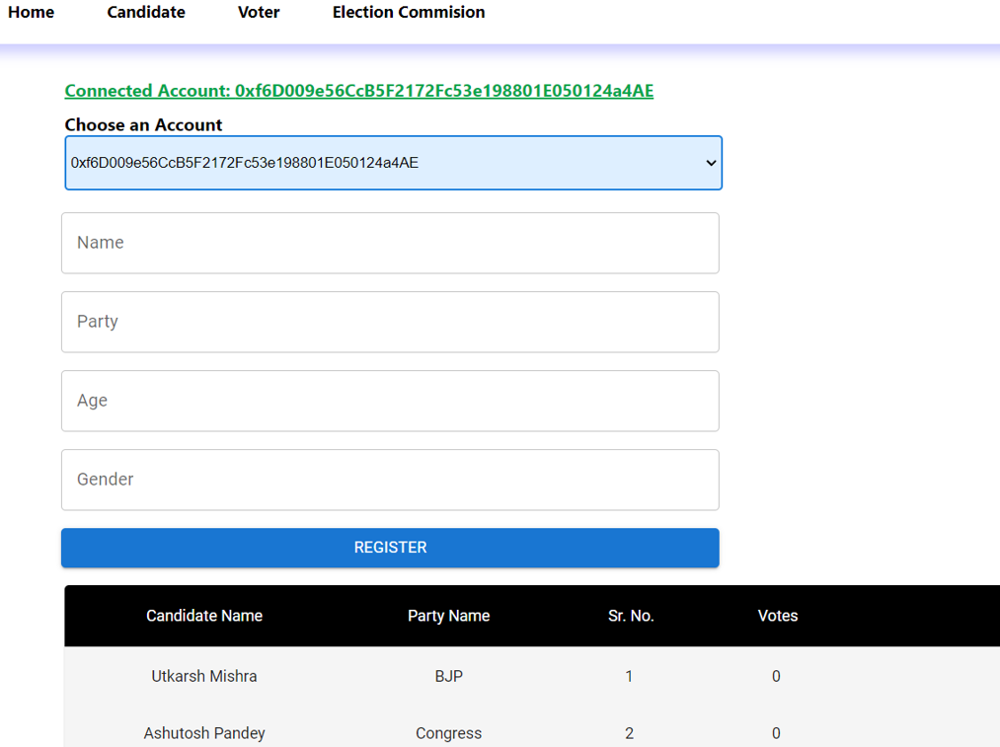 Home Candidate Voter Election Commision
Connected Account: 0xf6D009e56CcB5F2172Fc53e198801E050124a4AE
Choose an Account
0xf6D009e56CcB5F2172Fc53e198801E050124a4AE
Name
Party
Age
Gender
REGISTER
Candidate Name Party Name Sr. No. Votes
Utkarsh Mishra BJP 1 0
Ashutosh Pandey Congress 2 0